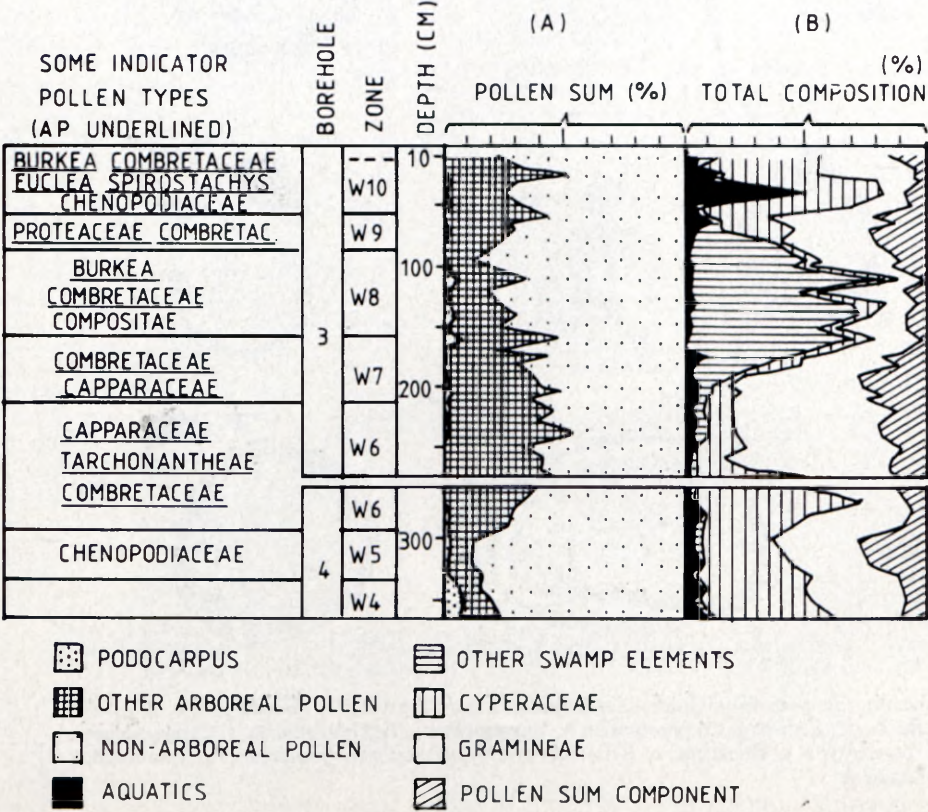 (A)
(B)
SOME INDICATOR
POLLEN TYPES
(AP UNDERLINED)
BOREHOLE
ZONE
DEPTH (CM)
POLLEN SUM (%)
(%)
TOTAL COMPOSITION
BURKEA COMBRETACEAE
EUCLEA SPIROSTACHYS
CHENOPODIACEAE
PROTEACEAE COMBRETAC.
BURKEA
COMBRETACEAE
COMPOSITAE
COMBRETACEAE
CAPPARACEAE
CAPPARACEAE
TARCHONANTHEAE
COMBRETACEAE
CHENOPODIACEAE
3
4
W10
W9
W8
W7
W6
W6
W5
W4
10
100
200
300
PODOCARPUS
OTHER ARBOREAL POLLEN
NON-ARBOREAL POLLEN
AQUATICS
OTHER SWAMP ELEMENTS
CYPERACEAE
GRAMINEAE
POLLEN SUM COMPONENT